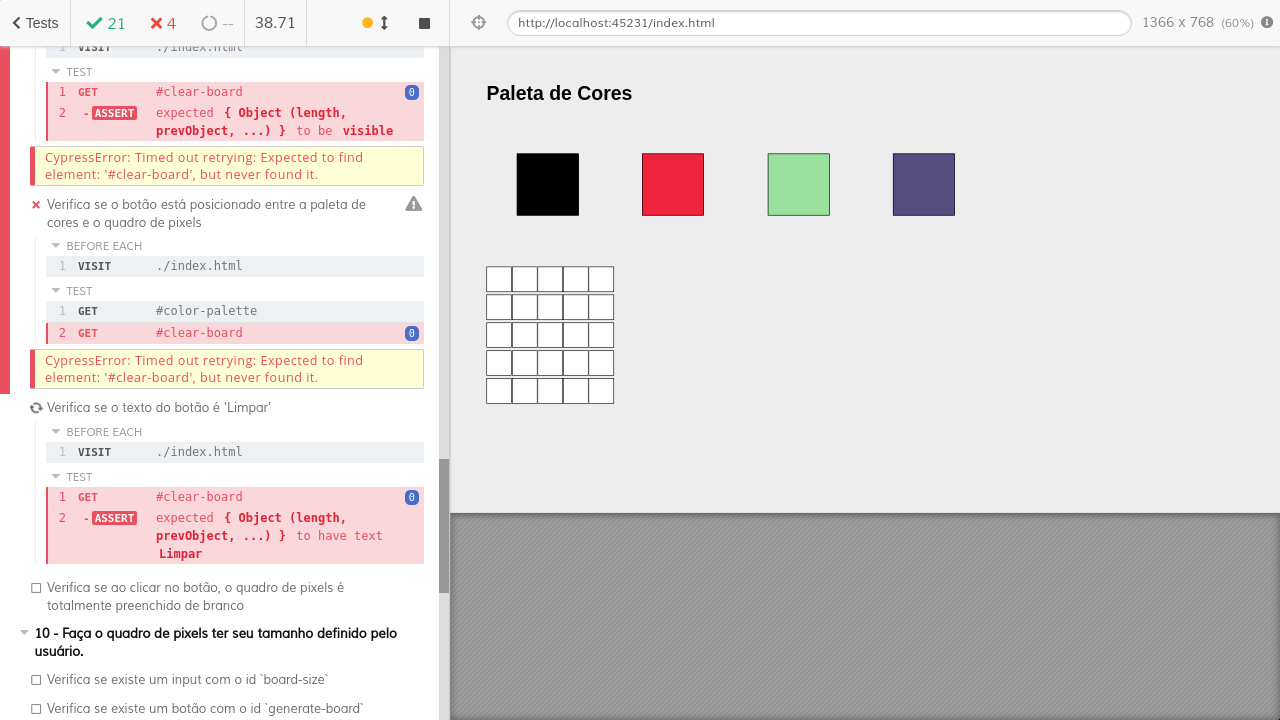 Tests
21
4
--
38.71
1 VISIT ./index.html
TEST
1 GET #clear-board 0
2 - ASSERT expected { Object (length,
prevObject, ...) } to be visible
CypressError: Timed out retrying: Expected to find
element: '#clear-board', but never found it.
Verifica se o botão está posicionado entre a paleta de
cores e o quadro de pixels
BEFORE EACH
1 VISIT ./index.html
TEST
1 GET #color-palette
2 GET #clear-board 0
CypressError: Timed out retrying: Expected to find
element: '#clear-board', but never found it.
Verifica se o texto do botão é 'Limpar'
BEFORE EACH
1 VISIT ./index.html
TEST
1 GET #clear-board 0
2 - ASSERT expected { Object (length,
prevObject, ...) } to have text
Limpar
Verifica se ao clicar no botão, o quadro de pixels é
totalmente preenchido de branco
10 - Faça o quadro de pixels ter seu tamanho definido pelo
usuário.
Verifica se existe um input com o id `board-size`
Verifica se existe um botão com o id `generate-board`
http://localhost:45231/index.html
1366 x 768 (60%)
Paleta de Cores